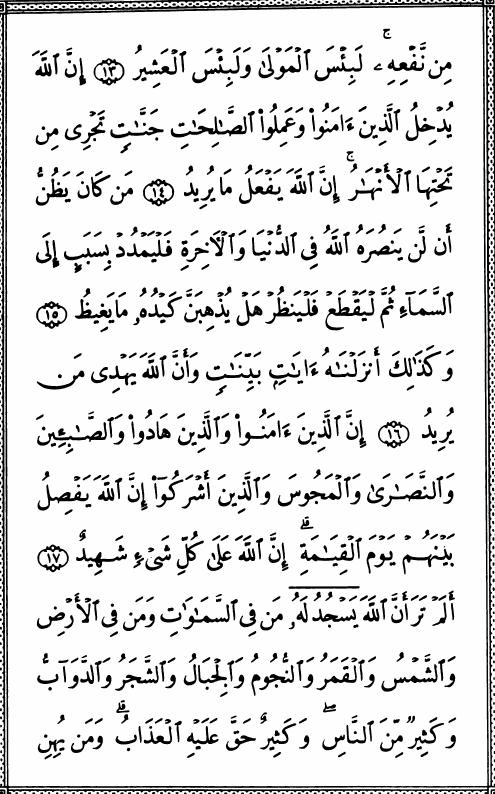 مِن نَّفْعِهِۦۚ لَبِئْسَ ٱلْمَوْلَىٰ وَلَبِئْسَ ٱلْعَشِيرُ ١٣ إِنَّ ٱللَّهَ
يُدْخِلُ ٱلَّذِينَ ءَامَنُوا۟ وَعَمِلُوا۟ ٱلصَّٰلِحَٰتِ جَنَّٰتٍ تَجْرِى مِن
تَحْتِهَا ٱلْأَنْهَٰرُۚ إِنَّ ٱللَّهَ يَفْعَلُ مَا يُرِيدُ ١٤ مَن كَانَ يَظُنُّ
أَن لَّن يَنصُرَهُ ٱللَّهُ فِى ٱلدُّنْيَا وَٱلْءَاخِرَةِ فَلْيَمْدُدْ بِسَبَبٍ إِلَى
ٱلسَّمَآءِ ثُمَّ لْيَقْطَعْ فَلْيَنظُرْ هَلْ يُذْهِبَنَّ كَيْدُهُۥ مَا يَغِيظُ ١٥
وَكَذَٰلِكَ أَنزَلْنَٰهُ ءَايَٰتٍۭ بَيِّنَٰتٍ وَأَنَّ ٱللَّهَ يَهْدِى مَن
يُرِيدُ ١٦ إِنَّ ٱلَّذِينَ ءَامَنُوا۟ وَٱلَّذِينَ هَادُوا۟ وَٱلصَّٰبِـِٔينَ
وَٱلنَّصَٰرَىٰ وَٱلْمَجُوسَ وَٱلَّذِينَ أَشْرَكُوٓا۟ إِنَّ ٱللَّهَ يَفْصِلُ
بَيْنَهُمْ يَوْمَ ٱلْقِيَٰمَةِۚ إِنَّ ٱللَّهَ عَلَىٰ كُلِّ شَىْءٍ شَهِيدٌ ١٧
أَلَمْ تَرَ أَنَّ ٱللَّهَ يَسْجُدُ لَهُۥ مَن فِى ٱلسَّمَٰوَٰتِ وَمَن فِى ٱلْأَرْضِ
وَٱلشَّمْسُ وَٱلْقَمَرُ وَٱلنُّجُومُ وَٱلْجِبَالُ وَٱلشَّجَرُ وَٱلدَّوَآبُّ
وَكَثِيرٌ مِّنَ ٱلنَّاسِۖ وَكَثِيرٌ حَقَّ عَلَيْهِ ٱلْعَذَابُۗ وَمَن يُهِنِ